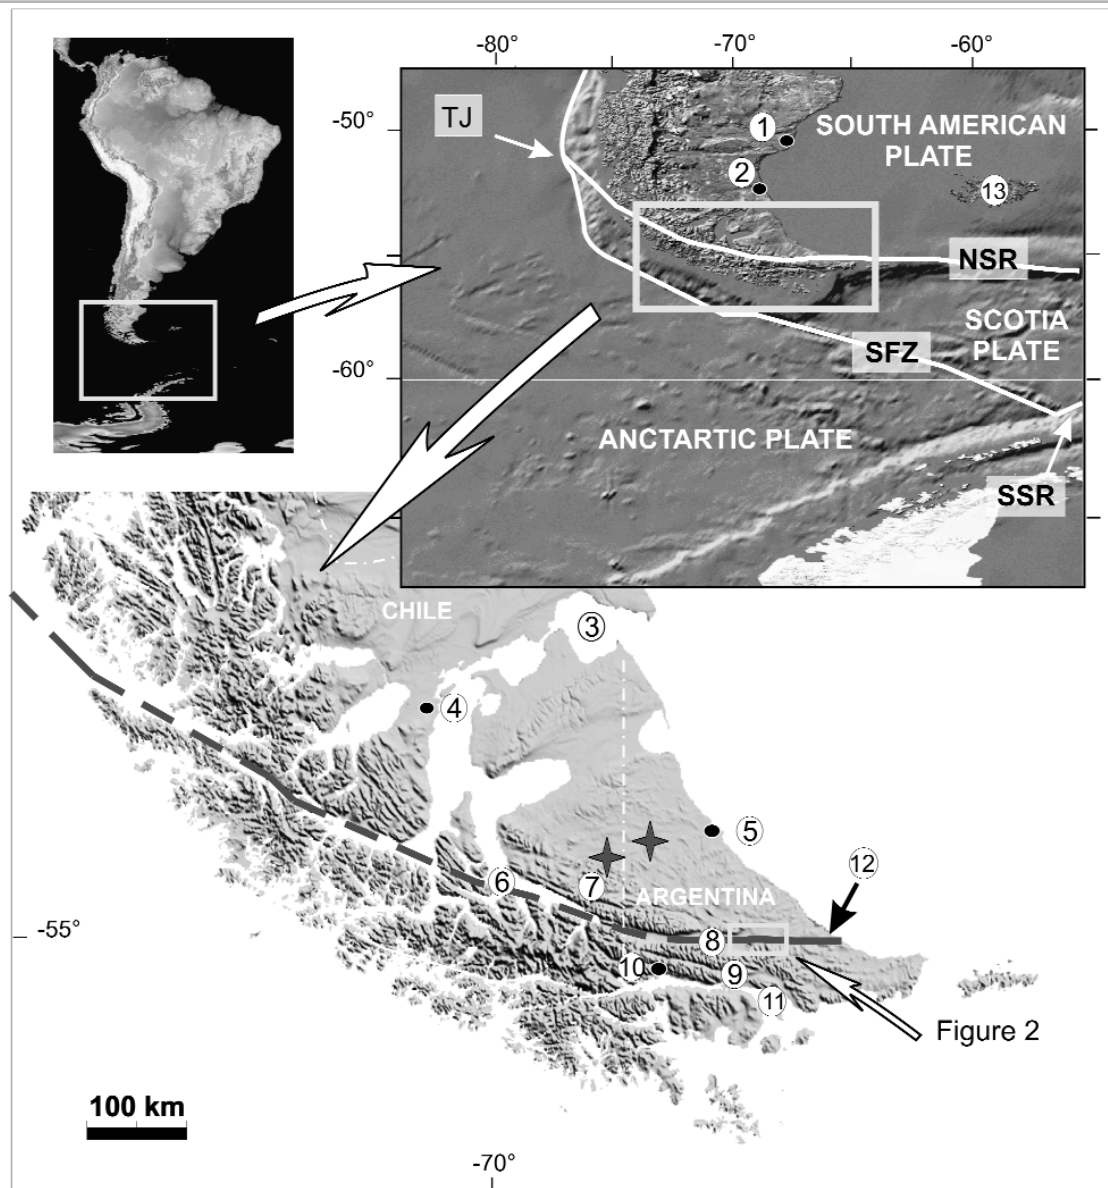 -80°
-70°
-60°
-50°
TJ
1
SOUTH AMERICAN
PLATE
2
13
NSR
SCOTIA
PLATE
SFZ
-60°
ANCTARTIC PLATE
SSR
CHILE
3
4
5
12
6
7
ARGENTINA
-55°
8
10
9
11
Figure 2
100 km
-70°